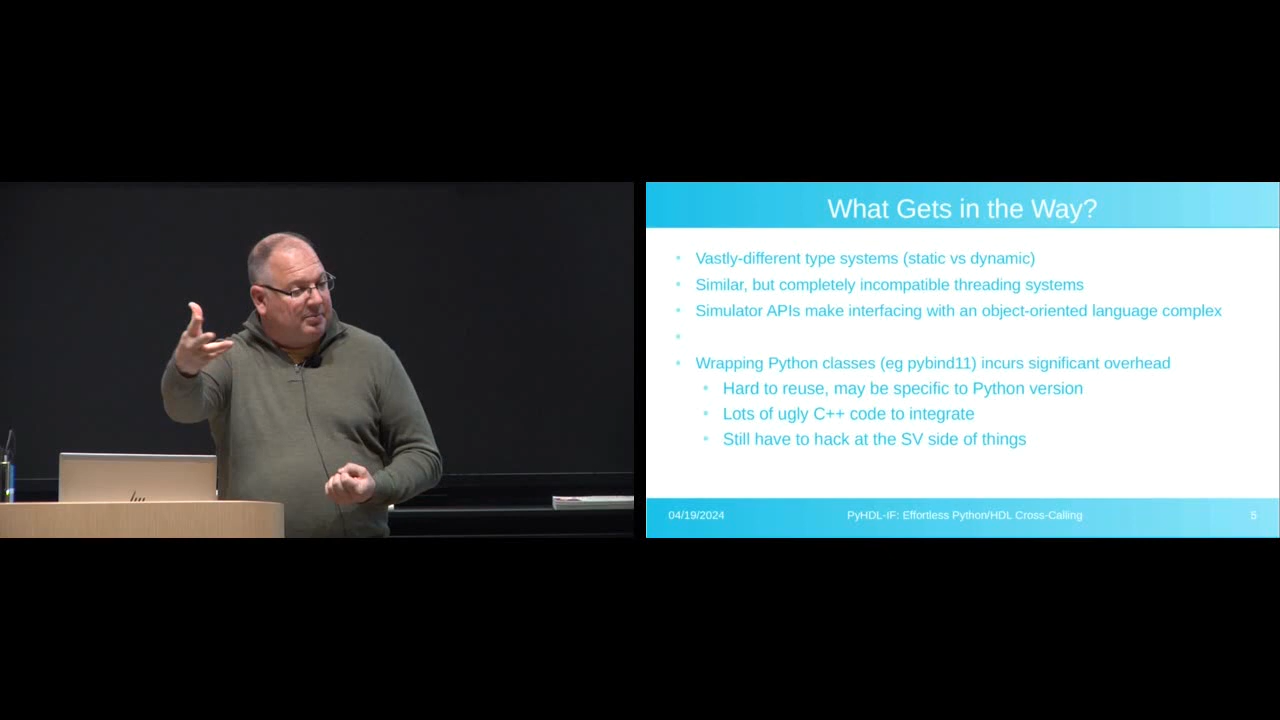 What Gets in the Way?
Vastly-different type systems (static vs dynamic)
Similar, but completely incompatible threading systems
Simulator APIs make interfacing with an object-oriented language complex
Wrapping Python classes (eg pybind11) incurs significant overhead
Hard to reuse, may be specific to Python version
Lots of ugly C++ code to integrate
Still have to hack at the SV side of things
04/19/2024
PyHDL-IF: Effortless Python/HDL Cross-Calling
5
hp